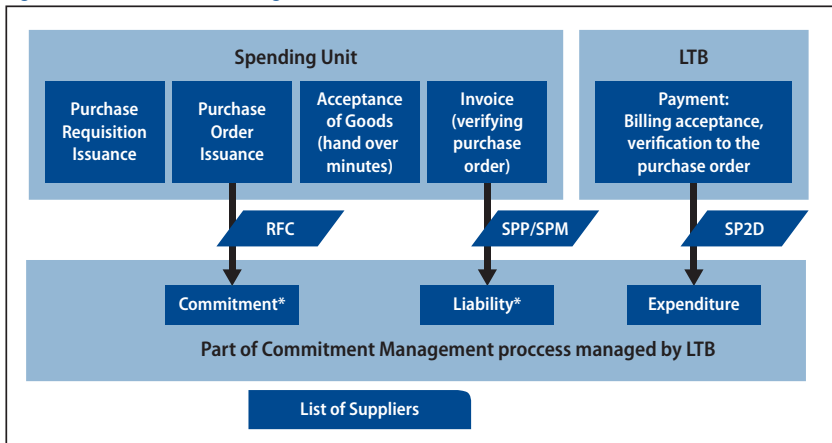 Spending Unit
LTB
Purchase
Requisition
Issuance
Purchase
Order
Issuance
Acceptance
of Goods
(hand over
minutes)
Invoice
(verifying
purchase
order)
Payment:
Billing acceptance,
verification to the
purchase order
RFC
SPP/SPM
SP2D
Commitment*
Liability*
Expenditure
Part of Commitment Management proccess managed by LTB
List of Suppliers